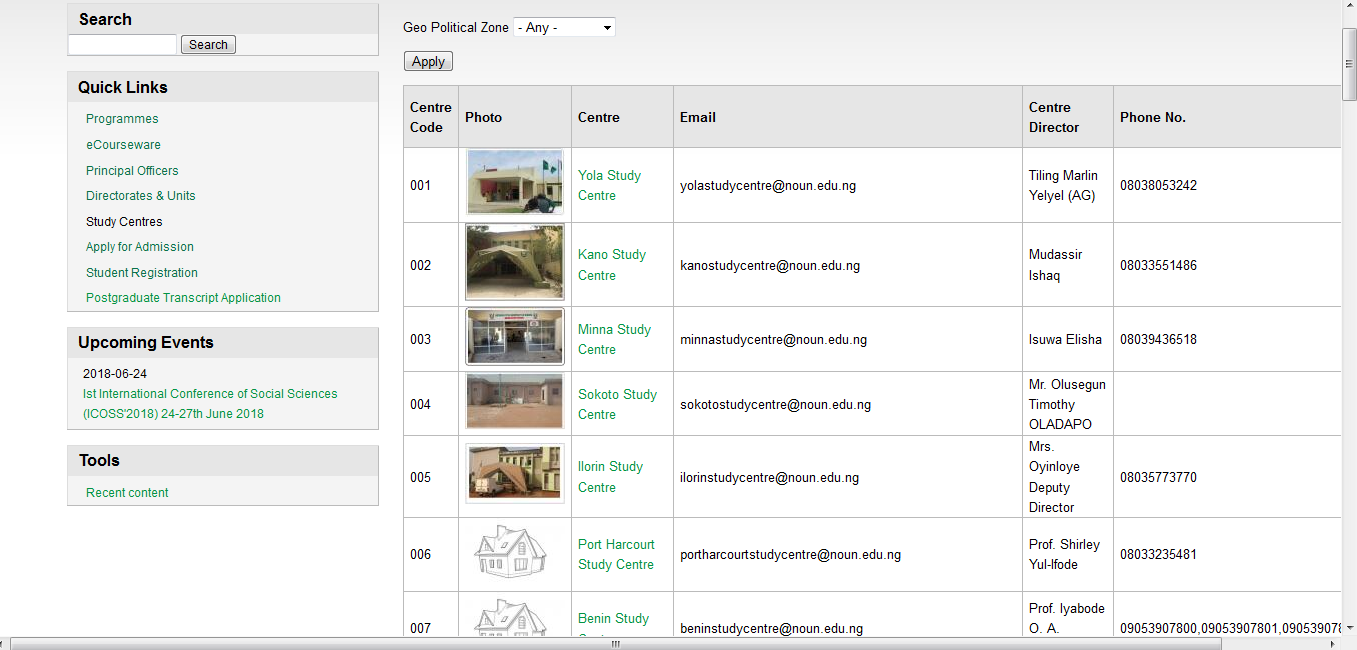 Search
Search
Quick Links
Programmes
eCourseware
Principal Officers
Directorates & Units
Study Centres
Apply for Admission
Student Registration
Postgraduate Transcript Application
Upcoming Events
2018-06-24
Ist International Conference of Social Sciences
(ICOSS'2018) 24-27th June 2018
Tools
Recent content
Geo Political Zone - Any -
Apply
Centre
Code
Photo
Centre
Email
Centre
Director
Phone No.
001
Yola Study
Centre
yolastudycentre@noun.edu.ng
Tiling Marlin
Yelyel (AG)
08038053242
002
Kano Study
Centre
kanostudycentre@noun.edu.ng
Mudassir
Ishaq
08033551486
003
Minna Study
Centre
minnastudycentre@noun.edu.ng
Isuwa Elisha
08039436518
004
Sokoto Study
Centre
sokotostudycentre@noun.edu.ng
Mr. Olusegun
Timothy
OLADAPO
005
Ilorin Study
Centre
ilorinstudycentre@noun.edu.ng
Mrs.
Oyinloye
Deputy
Director
08035773770
006
Port Harcourt
Study Centre
portharcourtstudycentre@noun.edu.ng
Prof. Shirley
Yul-Ifode
08033235481
007
Benin Study
beninstudycentre@noun.edu.ng
Prof. Iyabode
O. A.
09053907800,09053907801,090539078